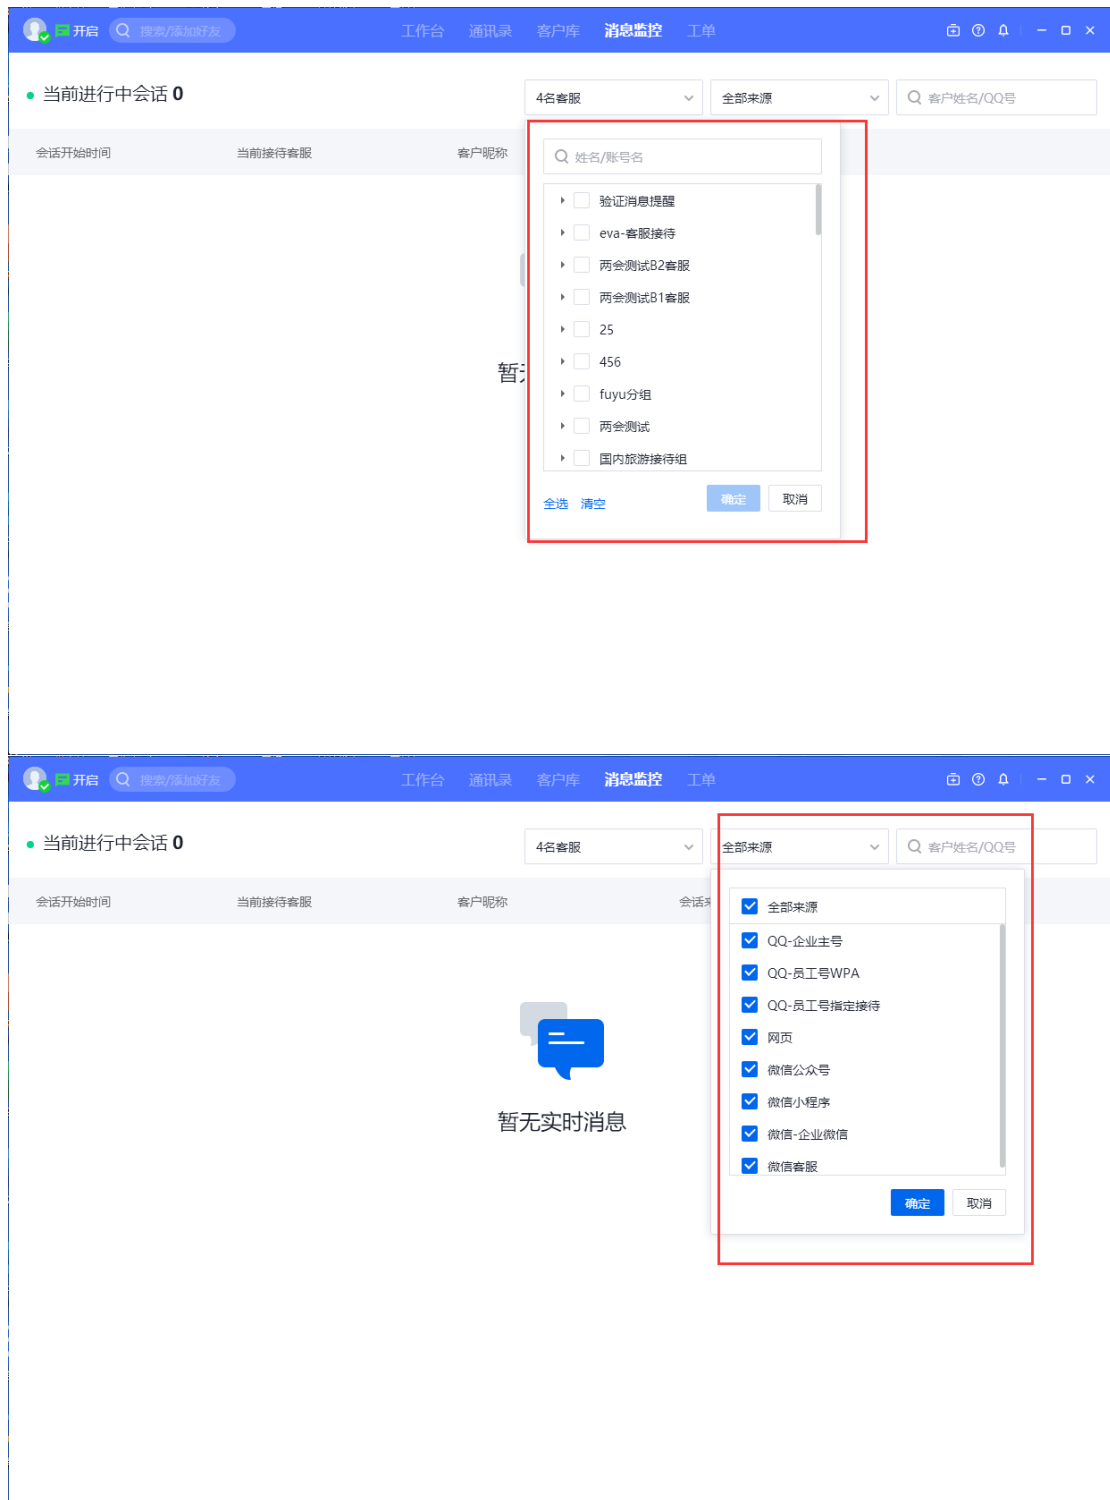 开启 搜索/添加好友 工作台 通讯录 客户库 消息监控 工单
当前进行中会话 0 4名客服 全部来源 客户姓名/QQ号
会话开始时间 当前接待客服 客户昵称
姓名/账号名
验证消息提醒
eva-客服接待
两会测试B2客服
两会测试B1客服
25
456
暂
fuyu分组
两会测试
国内旅游接待组
全选 清空 确定 取消
开启 搜索/添加好友 工作台 通讯录 客户库 消息监控 工单
当前进行中会话 0 4名客服 全部来源 客户姓名/QQ号
会话开始时间 当前接待客服 客户昵称 会话
全部来源
QQ-企业主号
QQ-员工号WPA
QQ-员工号指定接待
网页
微信公众号
微信小程序
暂无实时消息
微信-企业微信
微信客服
确定 取消